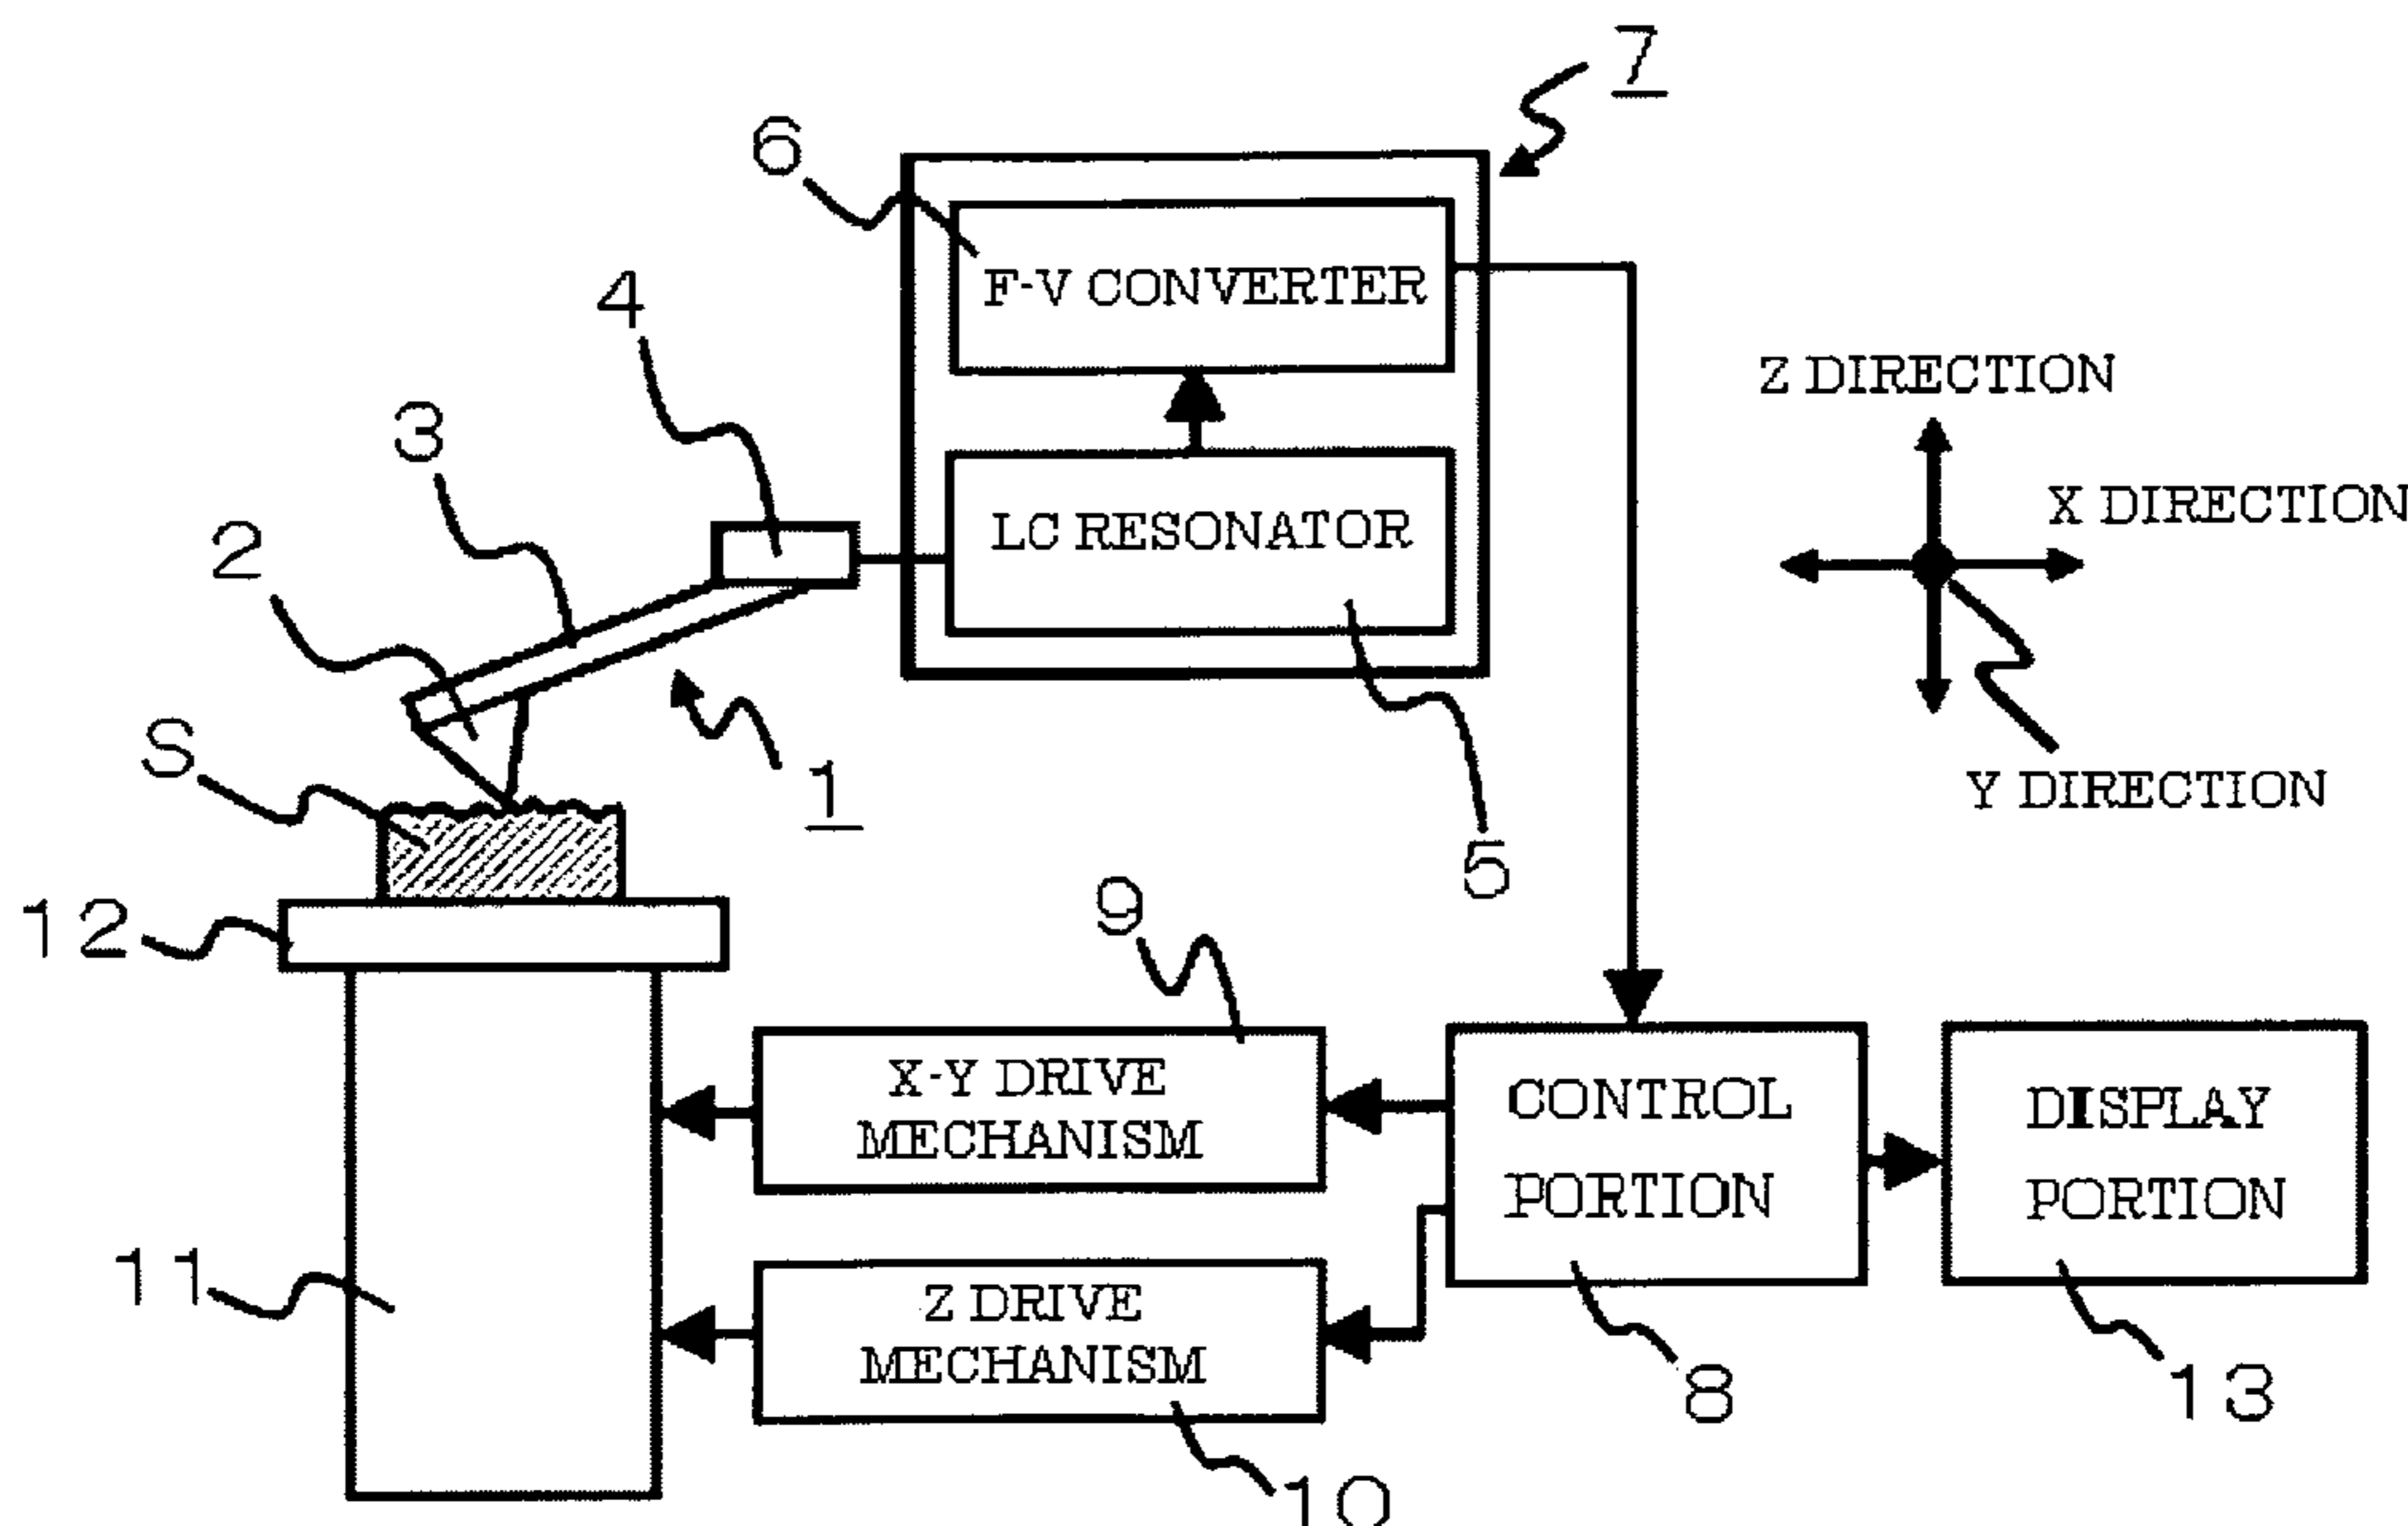 7
6
F-V CONVERTER
4
Z DIRECTION
3
X DIRECTION
LC RESONATOR
2
S
1
Y DIRECTION
5
12
9
X-Y DRIVE
MECHANISM
CONTROL
PORTION
DISPLAY
PORTION
11
Z DRIVE
MECHANISM
8
13
10